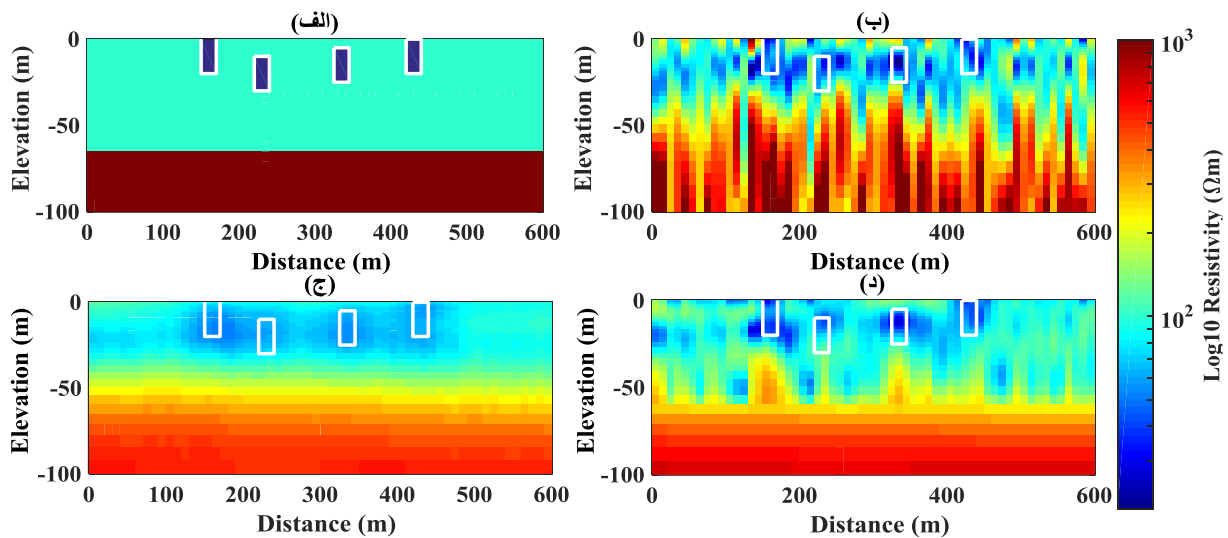 (الف)
0
-50
-100
Elevation (m)
0 100 200 300 400 500 600
Distance (m)
(ب)
0
-50
-100
Elevation (m)
0 200 400 600
Distance (m)
(ج)
0
-50
-100
Elevation (m)
0 100 200 300 400 500 600
Distance (m)
(د)
0
-50
-100
Elevation (m)
0 200 400 600
Distance (m)
10³
10²
Log10 Resistivity (Ωm)